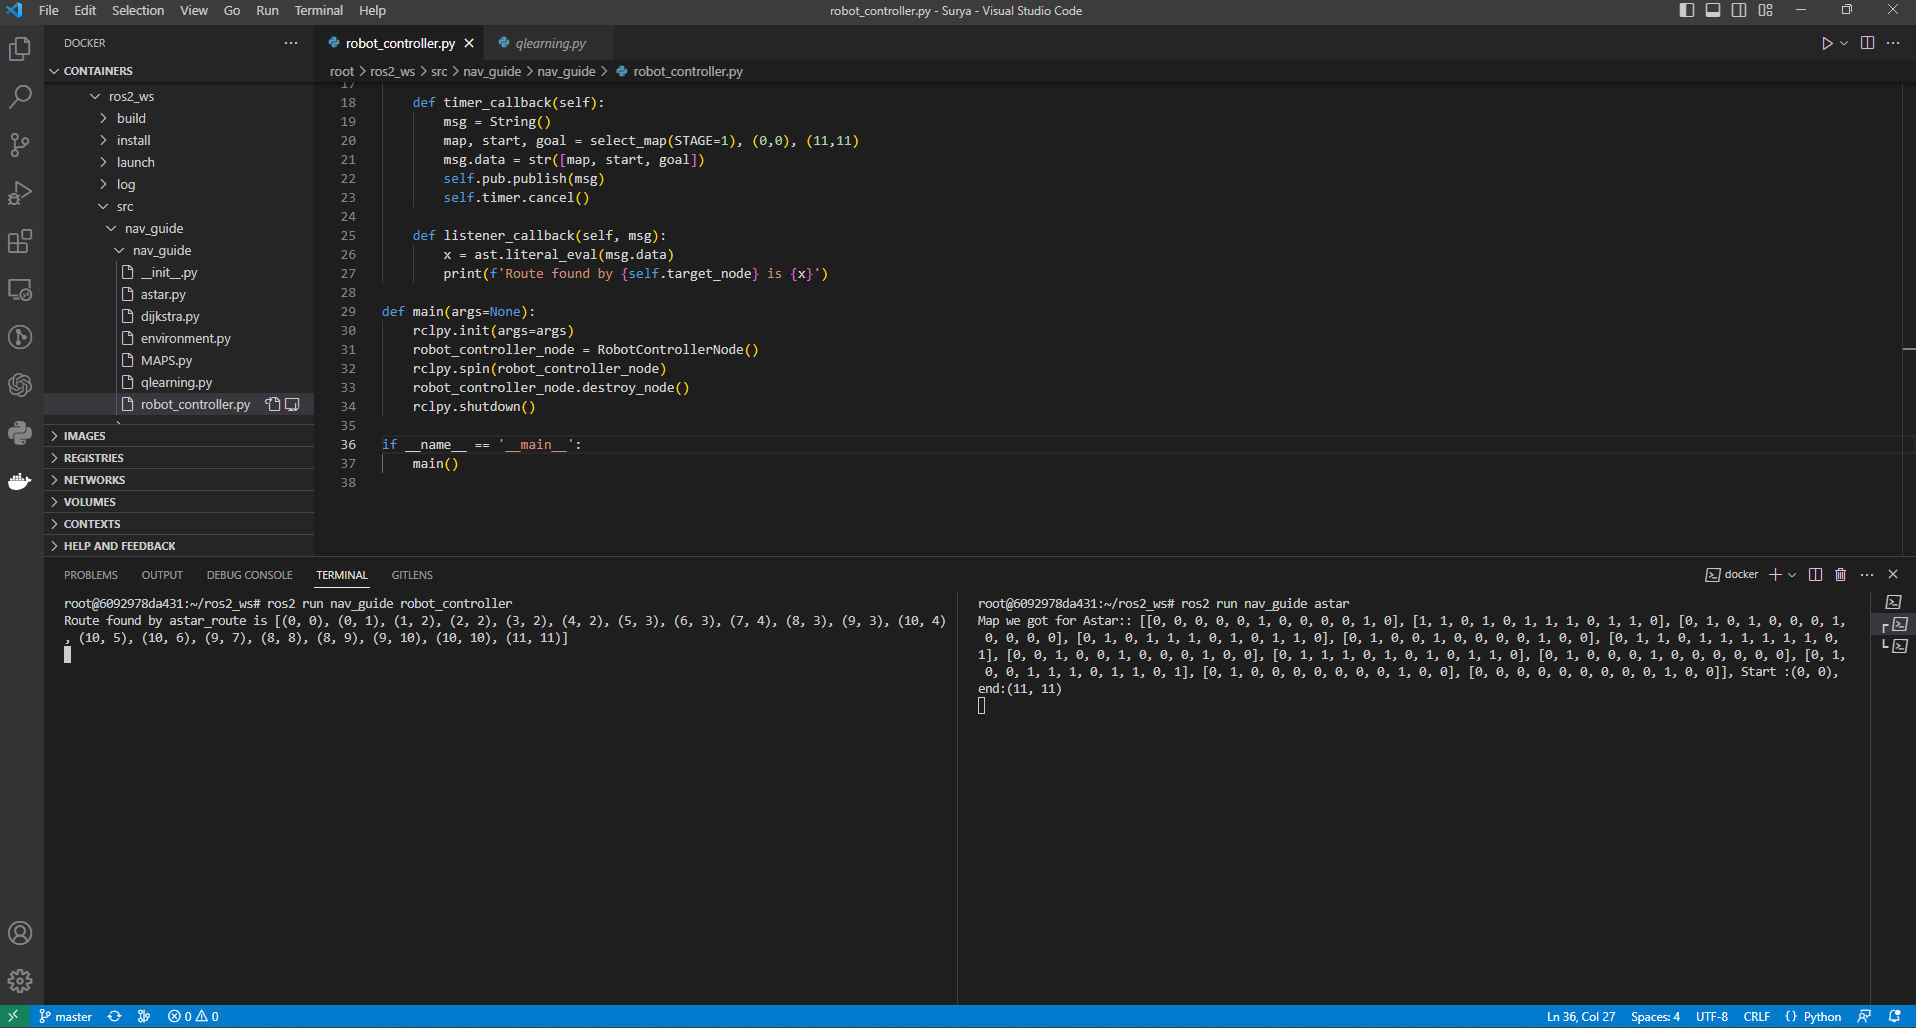 File Edit Selection View Go Run Terminal Help
robot_controller.py - Surya - Visual Studio Code
DOCKER
CONTAINERS
ros2_ws
build
install
launch
log
src
nav_guide
nav_guide
__init__.py
astar.py
dijkstra.py
environment.py
MAPS.py
qlearning.py
robot_controller.py
IMAGES
REGISTRIES
NETWORKS
VOLUMES
CONTEXTS
HELP AND FEEDBACK
robot_controller.py qlearning.py
root > ros2_ws > src > nav_guide > nav_guide > robot_controller.py
17
18 def timer_callback(self):
19 msg = String()
20 map, start, goal = select_map(STAGE=1), (0,0), (11,11)
21 msg.data = str([map, start, goal])
22 self.pub.publish(msg)
23 self.timer.cancel()
24
25 def listener_callback(self, msg):
26 x = ast.literal_eval(msg.data)
27 print(f'Route found by {self.target_node} is {x}')
28
29 def main(args=None):
30 rclpy.init(args=args)
31 robot_controller_node = RobotControllerNode()
32 rclpy.spin(robot_controller_node)
33 robot_controller_node.destroy_node()
34 rclpy.shutdown()
35
36 if __name__ == '__main__':
37 main()
38
PROBLEMS OUTPUT DEBUG CONSOLE TERMINAL GITLENS
docker
root@6092978da431:~/ros2_ws# ros2 run nav_guide robot_controller
Route found by astar_route is [(0, 0), (0, 1), (1, 2), (2, 2), (3, 2), (4, 2), (5, 3), (6, 3), (7, 4), (8, 3), (9, 3), (10, 4)
, (10, 5), (10, 6), (9, 7), (8, 8), (8, 9), (9, 10), (10, 10), (11, 11)]
root@6092978da431:~/ros2_ws# ros2 run nav_guide astar
Map we got for Astar:: [[0, 0, 0, 0, 0, 1, 0, 0, 0, 0, 1, 0], [1, 1, 0, 1, 0, 1, 1, 1, 0, 1, 1, 0], [0, 1, 0, 1, 0, 0, 0, 1,
0, 0, 0, 0], [0, 1, 0, 1, 1, 1, 0, 1, 0, 1, 1, 0], [0, 1, 0, 0, 1, 0, 0, 0, 0, 1, 0, 0], [0, 1, 1, 0, 1, 1, 1, 1, 1, 1, 0,
1], [0, 0, 1, 0, 0, 1, 0, 0, 0, 1, 0, 0], [0, 1, 1, 1, 0, 1, 0, 1, 0, 1, 1, 0], [0, 1, 0, 0, 0, 1, 0, 0, 0, 0, 0, 0], [0, 1,
0, 0, 1, 1, 1, 0, 1, 1, 0, 1], [0, 1, 0, 0, 0, 0, 0, 0, 0, 1, 0, 0], [0, 0, 0, 0, 0, 0, 0, 0, 0, 1, 0, 0]], Start :(0, 0),
end:(11, 11)
master 0 0
Ln 36, Col 27 Spaces: 4 UTF-8 CRLF Python